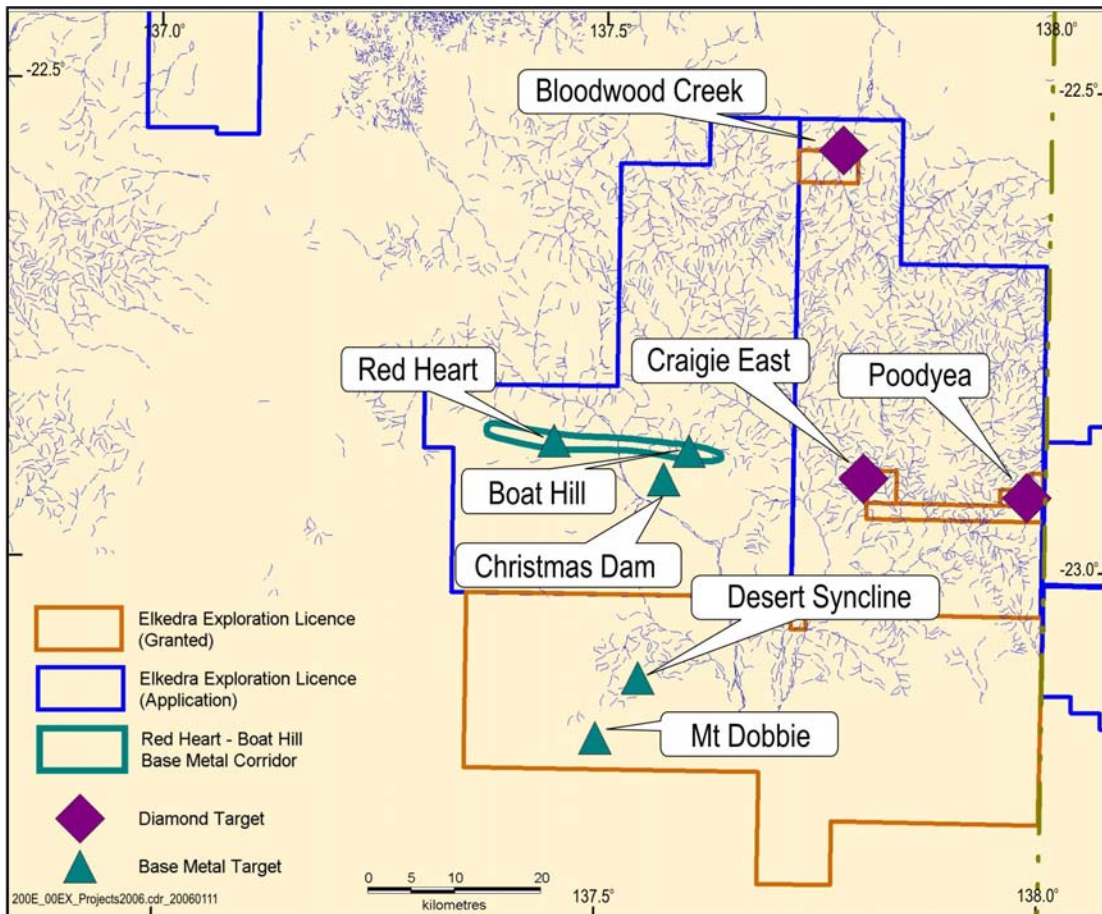 137.0°
137.5°
138.0°
-22.5°
-22.5°
Bloodwood Creek
Red Heart
Craigie East
Poodyea
Boat Hill
Christmas Dam
-23.0°
Desert Syncline
Mt Dobbie
Elkedra Exploration Licence
(Granted)
Elkedra Exploration Licence
(Application)
Red Heart - Boat Hill
Base Metal Corridor
Diamond Target
Base Metal Target
0 5 10 20
kilometres
200E_00EX_Projects2006.cdr_20060111
137.5°
138.0°